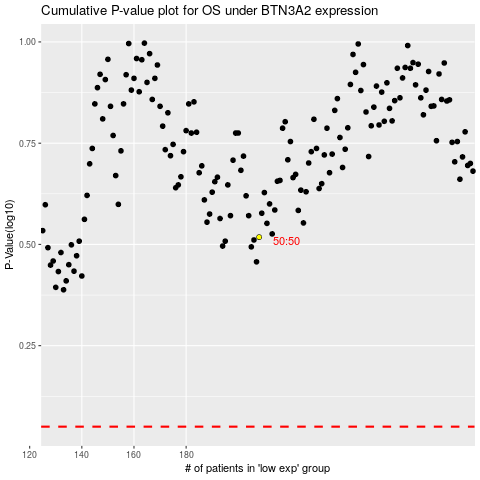 Cumulative P-value plot for OS under BTN3A2 expression
P-Value(log10)
1.00
0.75
0.50
0.25
50:50
120 140 160 180
# of patients in 'low exp' group